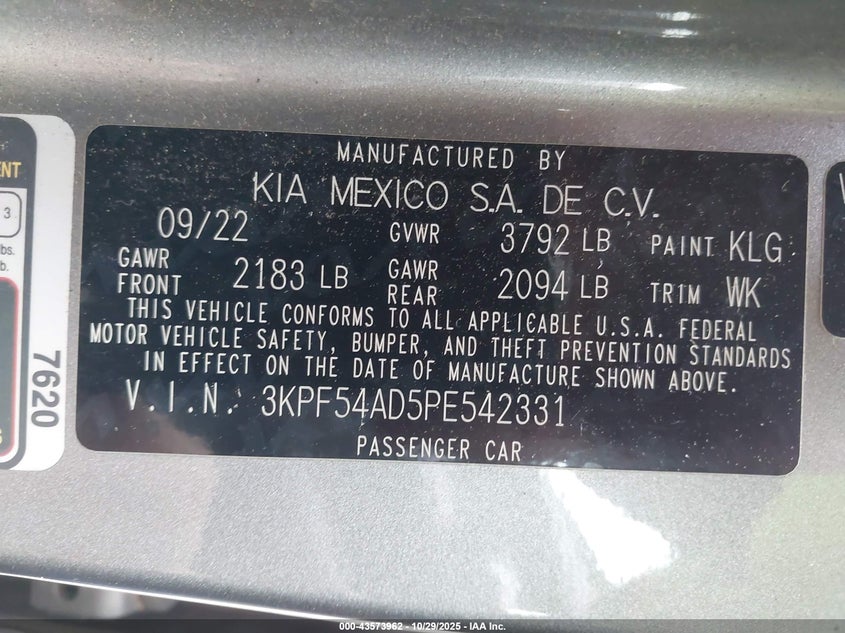 MANUFACTURED BY
KIA MEXICO S.A. DE C.V.
09/22 GVWR 3792 LB PAINT KLG
GAWR FRONT 2183 LB GAWR REAR 2094 LB TRIM WK
THIS VEHICLE CONFORMS TO ALL APPLICABLE U.S.A. FEDERAL
MOTOR VEHICLE SAFETY, BUMPER, AND THEFT PREVENTION STANDARDS
IN EFFECT ON THE DATE OF MANUFACTURE SHOWN ABOVE.
V.I.N. 3KPF54AD5PE542331
PASSENGER CAR
3
lbs.
b.
7620
000-43573962 - 10/29/2025 - IAA Inc.